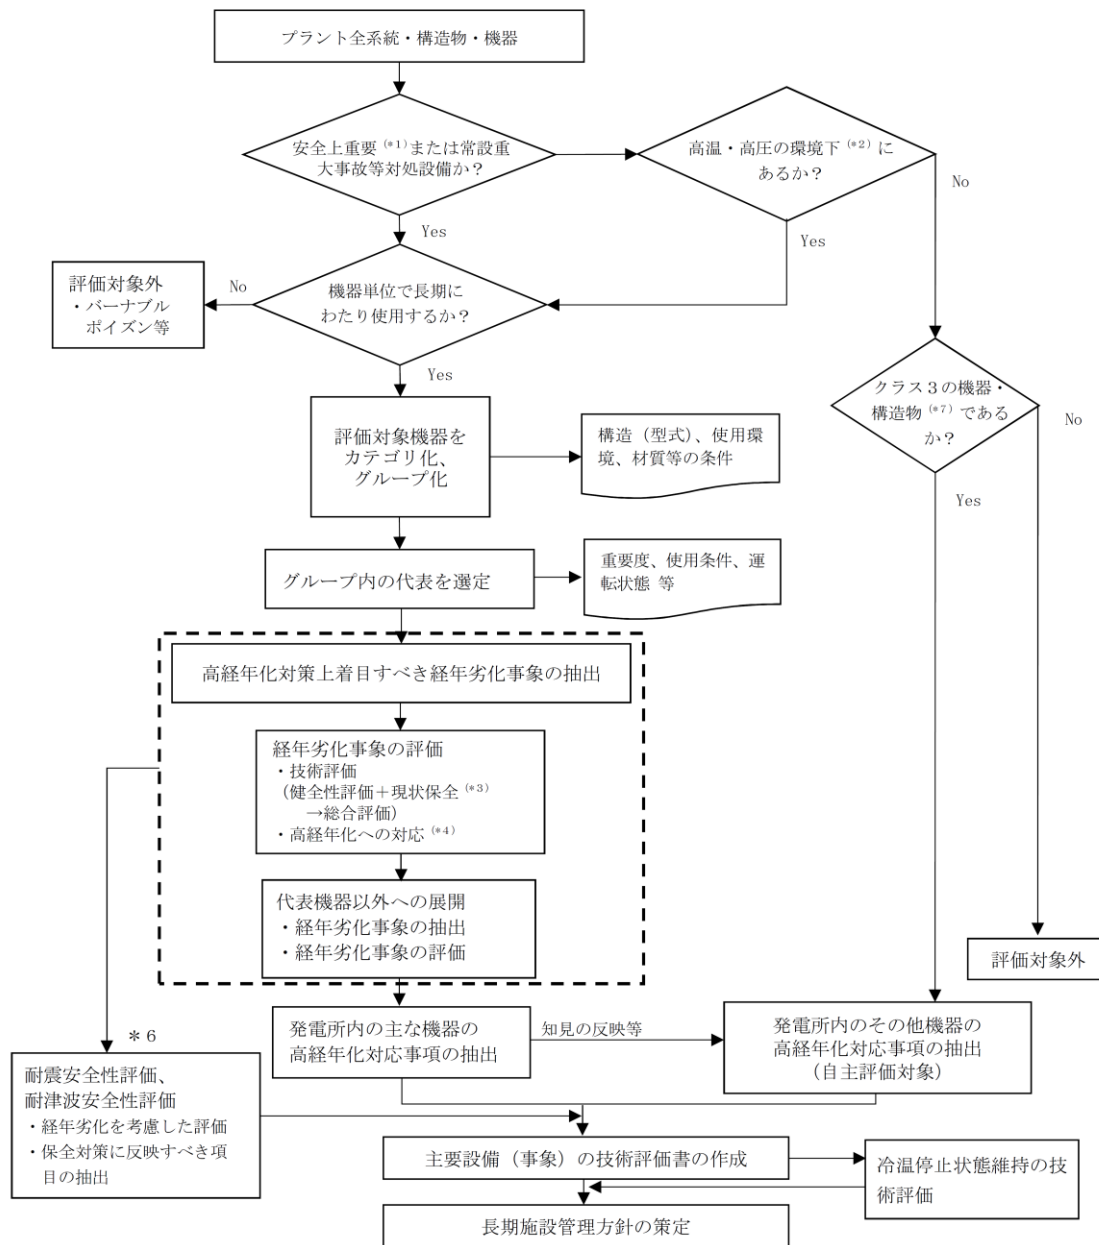 プラント全系統・構造物・機器
安全上重要(*1)または常設重
大事故等対処設備か？
高温・高圧の環境下(*2)に
あるか？
No
Yes
Yes
評価対象外
・バーナブル
ポイズン等
No
機器単位で長期に
わたり使用するか？
Yes
クラス３の機器・
構造物(*7)である
か？
No
Yes
評価対象機器を
カテゴリ化、
グループ化
構造（型式）、使用環
境、材質等の条件
グループ内の代表を選定
重要度、使用条件、運
転状態 等
高経年化対策上着目すべき経年劣化事象の抽出
経年劣化事象の評価
・技術評価
（健全性評価＋現状保全(*3)
→総合評価）
・高経年化への対応(*4)
代表機器以外への展開
・経年劣化事象の抽出
・経年劣化事象の評価
評価対象外
発電所内の主な機器の
高経年化対応事項の抽出
知見の反映等
発電所内のその他機器の
高経年化対応事項の抽出
（自主評価対象）
＊６
耐震安全性評価、
耐津波安全性評価
・経年劣化を考慮した評価
・保全対策に反映すべき項
目の抽出
主要設備（事象）の技術評価書の作成
冷温停止状態維持の技
術評価
長期施設管理方針の策定